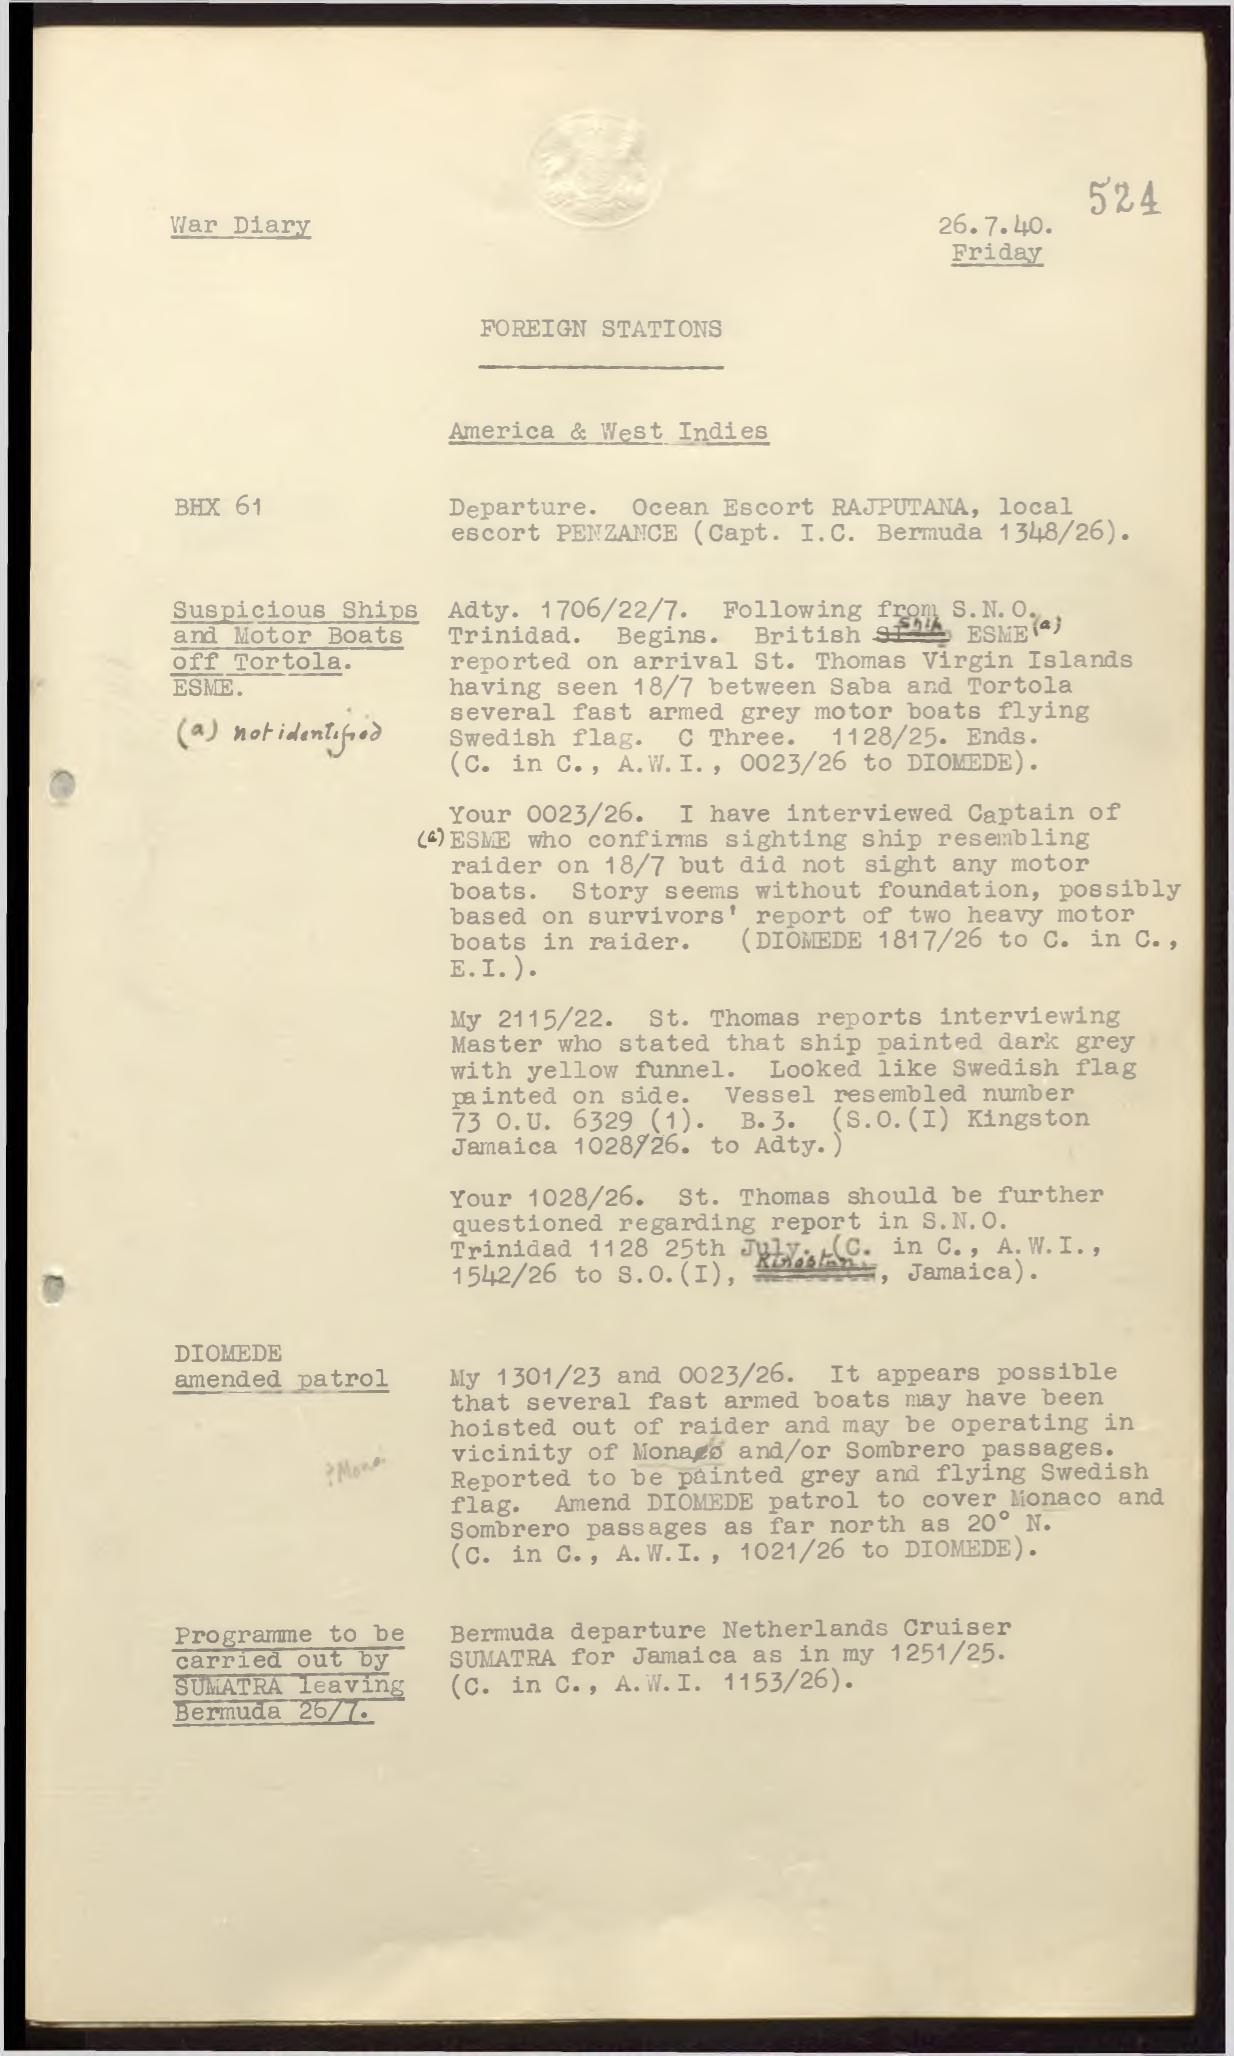 524
War Diary
26.7.40.
Friday
FOREIGN STATIONS
America & West Indies
BHX 61
Departure. Ocean Escort RAJPUTANA, local
escort PENZANCE (Capt. I.C. Bermuda 1348/26).
Suspicious Ships
and Motor Boats
off Tortola.
ESME.
(a) not identified
Adty. 1706/22/7. Following from S.N.O.
Trinidad. Begins. British Ship ESME (a)
reported on arrival St. Thomas Virgin Islands
having seen 18/7 between Saba and Tortola
several fast armed grey motor boats flying
Swedish flag. C Three. 1128/25. Ends.
(C. in C., A.W.I., 0023/26 to DIOMEDE).
Your 0023/26. I have interviewed Captain of
(a) ESME who confirms sighting ship resembling
raider on 18/7 but did not sight any motor
boats. Story seems without foundation, possibly
based on survivors' report of two heavy motor
boats in raider. (DIOMEDE 1817/26 to C. in C.,
E.I.).
My 2115/22. St. Thomas reports interviewing
Master who stated that ship painted dark grey
with yellow funnel. Looked like Swedish flag
painted on side. Vessel resembled number
73 O.U. 6329 (1). B.3. (S.O.(I) Kingston
Jamaica 1028/26. to Adty.)
Your 1028/26. St. Thomas should be further
questioned regarding report in S.N.O.
Trinidad 1128 25th July. (C. in C., A.W.I.,
1542/26 to S.O.(I), Kingston, Jamaica).
DIOMEDE
amended patrol
?Mona
My 1301/23 and 0023/26. It appears possible
that several fast armed boats may have been
hoisted out of raider and may be operating in
vicinity of Monaco and/or Sombrero passages.
Reported to be painted grey and flying Swedish
flag. Amend DIOMEDE patrol to cover Monaco and
Sombrero passages as far north as 20° N.
(C. in C., A.W.I., 1021/26 to DIOMEDE).
Programme to be
carried out by
SUMATRA leaving
Bermuda 26/7.
Bermuda departure Netherlands Cruiser
SUMATRA for Jamaica as in my 1251/25.
(C. in C., A.W.I. 1153/26).